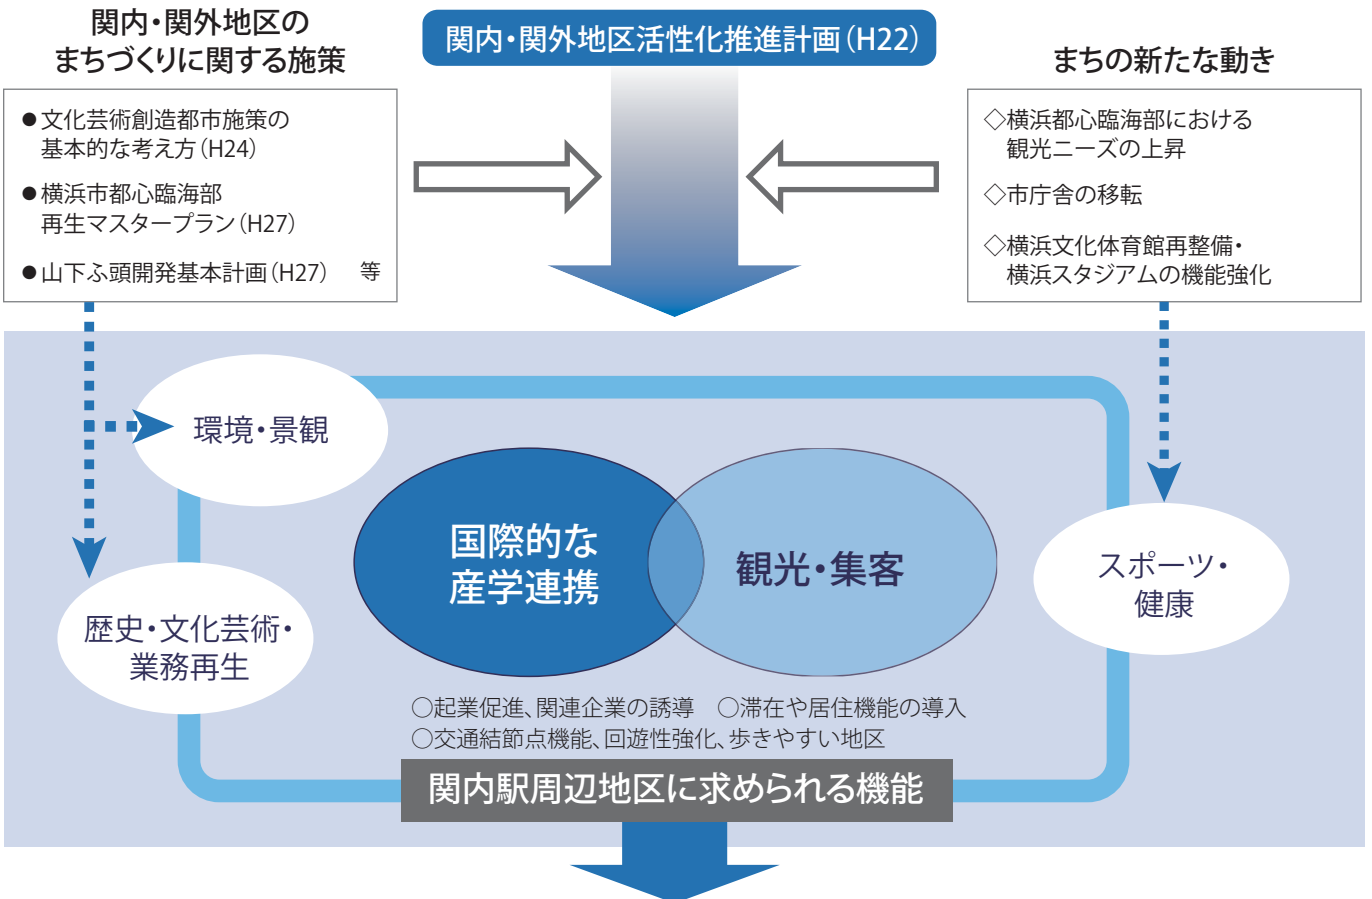 関内・関外地区の
まちづくりに関する施策
関内・関外地区活性化推進計画（H22）
まちの新たな動き
●文化芸術創造都市施策の
基本的な考え方（H24）
●横浜市都心臨海部
再生マスタープラン（H27）
●山下ふ頭開発基本計画（H27）　等
◇横浜都心臨海部における
観光ニーズの上昇
◇市庁舎の移転
◇横浜文化体育館再整備・
横浜スタジアムの機能強化
環境・景観
国際的な
産学連携
観光・集客
スポーツ・
健康
歴史・文化芸術・
業務再生
○起業促進、関連企業の誘導　○滞在や居住機能の導入
○交通結節点機能、回遊性強化、歩きやすい地区
関内駅周辺地区に求められる機能